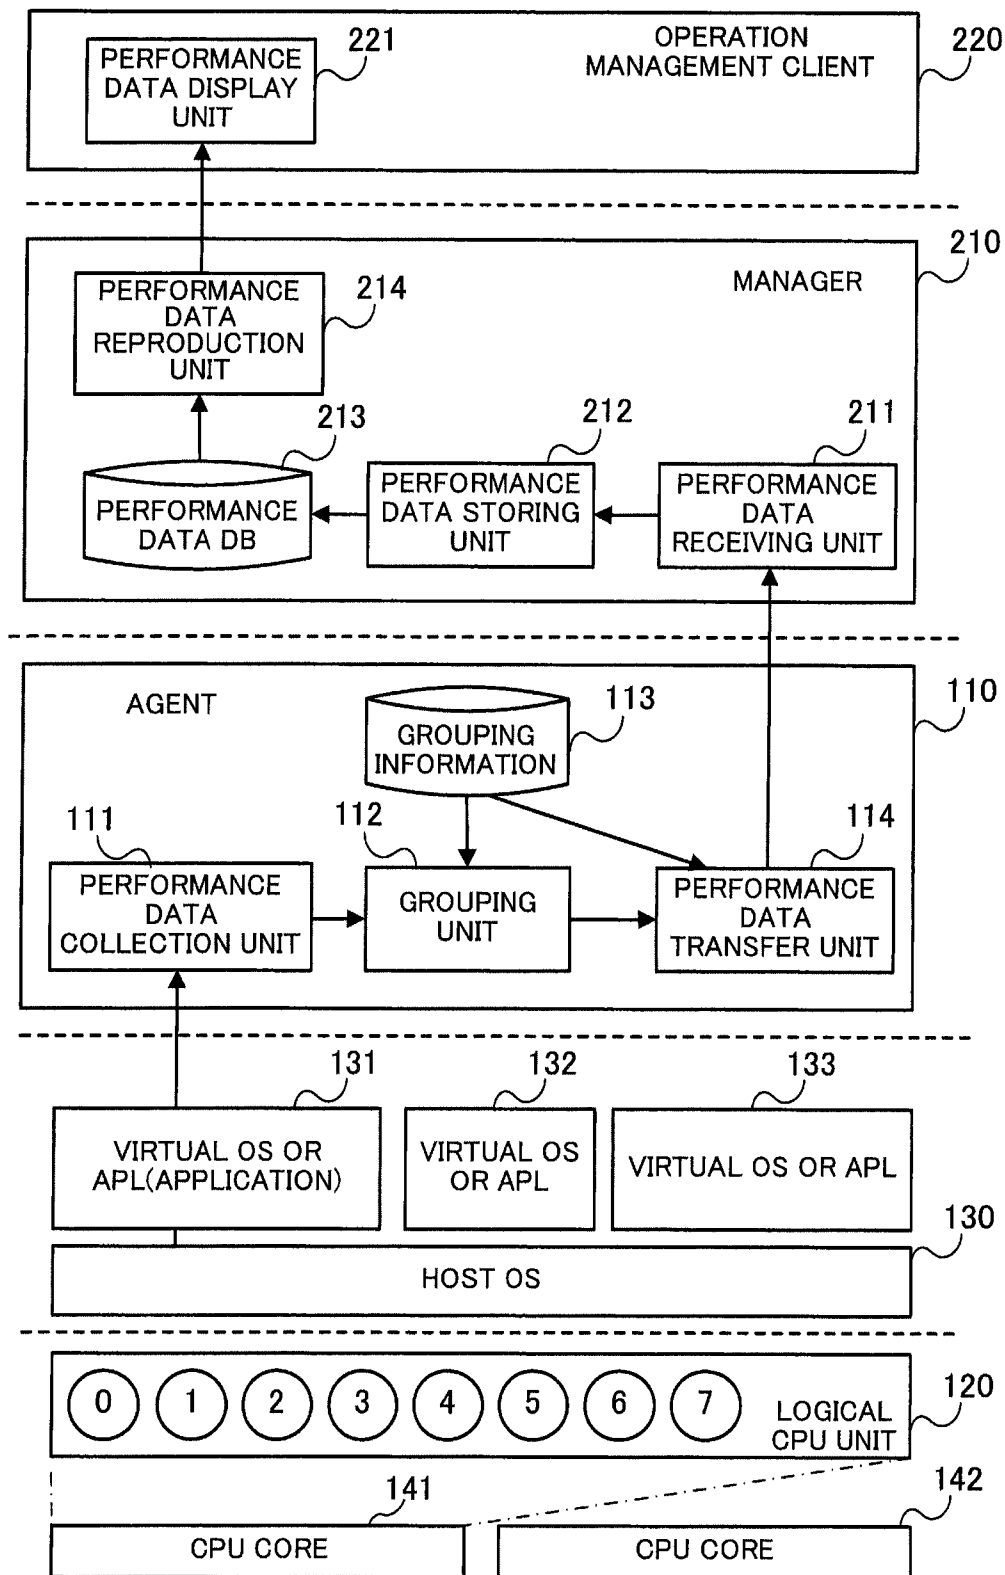 221
PERFORMANCE
DATA DISPLAY
UNIT
OPERATION
MANAGEMENT CLIENT
220
210
MANAGER
PERFORMANCE
DATA
REPRODUCTION
UNIT
214
213
212
211
PERFORMANCE
DATA DB
PERFORMANCE
DATA STORING
UNIT
PERFORMANCE
DATA
RECEIVING UNIT
110
AGENT
113
GROUPING
INFORMATION
111
112
114
PERFORMANCE
DATA
COLLECTION UNIT
GROUPING
UNIT
PERFORMANCE
DATA
TRANSFER UNIT
131
132
133
VIRTUAL OS OR
APL(APPLICATION)
VIRTUAL OS
OR APL
VIRTUAL OS OR APL
130
HOST OS
0 1 2 3 4 5 6 7
LOGICAL
CPU UNIT
120
141
142
CPU CORE
CPU CORE